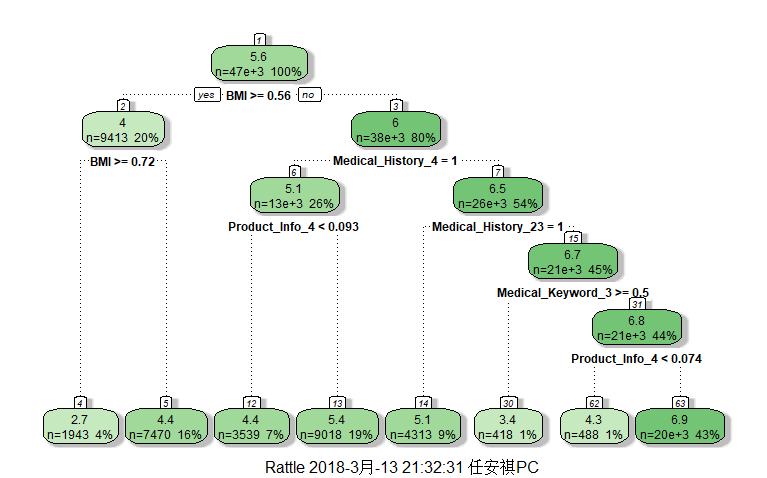 1
5.6
n=47e+3 100%
yes BMI >= 0.56 no
2
4
n=9413 20%
3
6
n=38e+3 80%
BMI >= 0.72
Medical_History_4 = 1
6
5.1
n=13e+3 26%
7
6.5
n=26e+3 54%
Product_Info_4 < 0.093
Medical_History_23 = 1
15
6.7
n=21e+3 45%
Medical_Keyword_3 >= 0.5
31
6.8
n=21e+3 44%
Product_Info_4 < 0.074
4
2.7
n=1943 4%
5
4.4
n=7470 16%
12
4.4
n=3539 7%
13
5.4
n=9018 19%
14
5.1
n=4313 9%
30
3.4
n=418 1%
62
4.3
n=488 1%
63
6.9
n=20e+3 43%
Rattle 2018-3月-13 21:32:31 任安祺PC